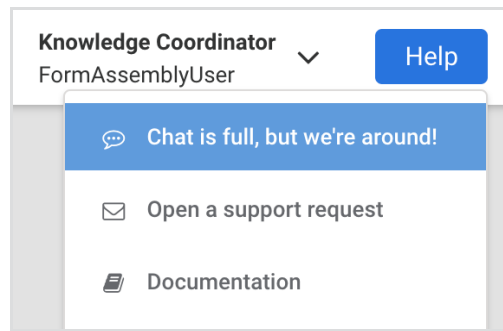 Knowledge Coordinator
FormAssemblyUser
Help
Chat is full, but we're around!
Open a support request
Documentation